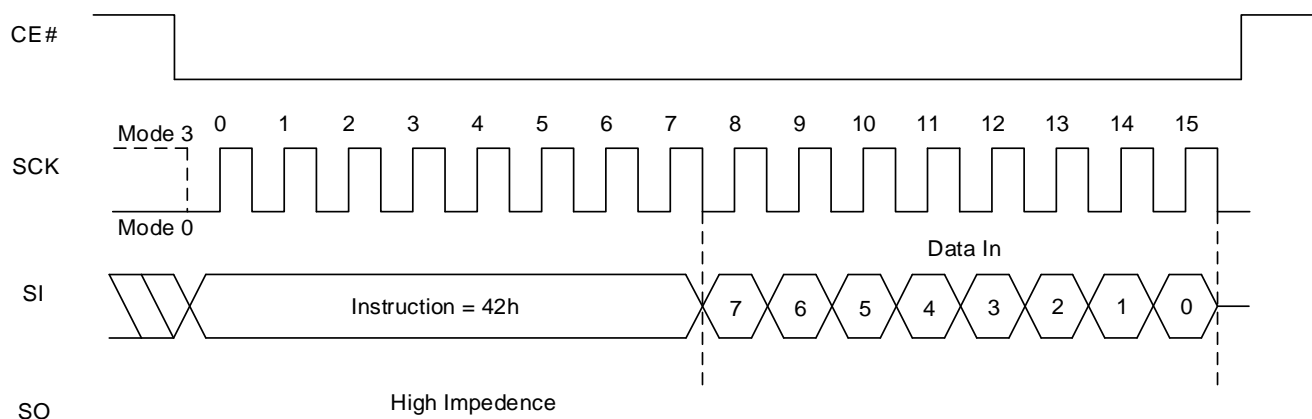 CE#
0 1 2 3 4 5 6 7 8 9 10 11 12 13 14 15
Mode 3
SCK
Mode 0
Data In
SI
Instruction = 42h
7 6 5 4 3 2 1 0
High Impedence
SO